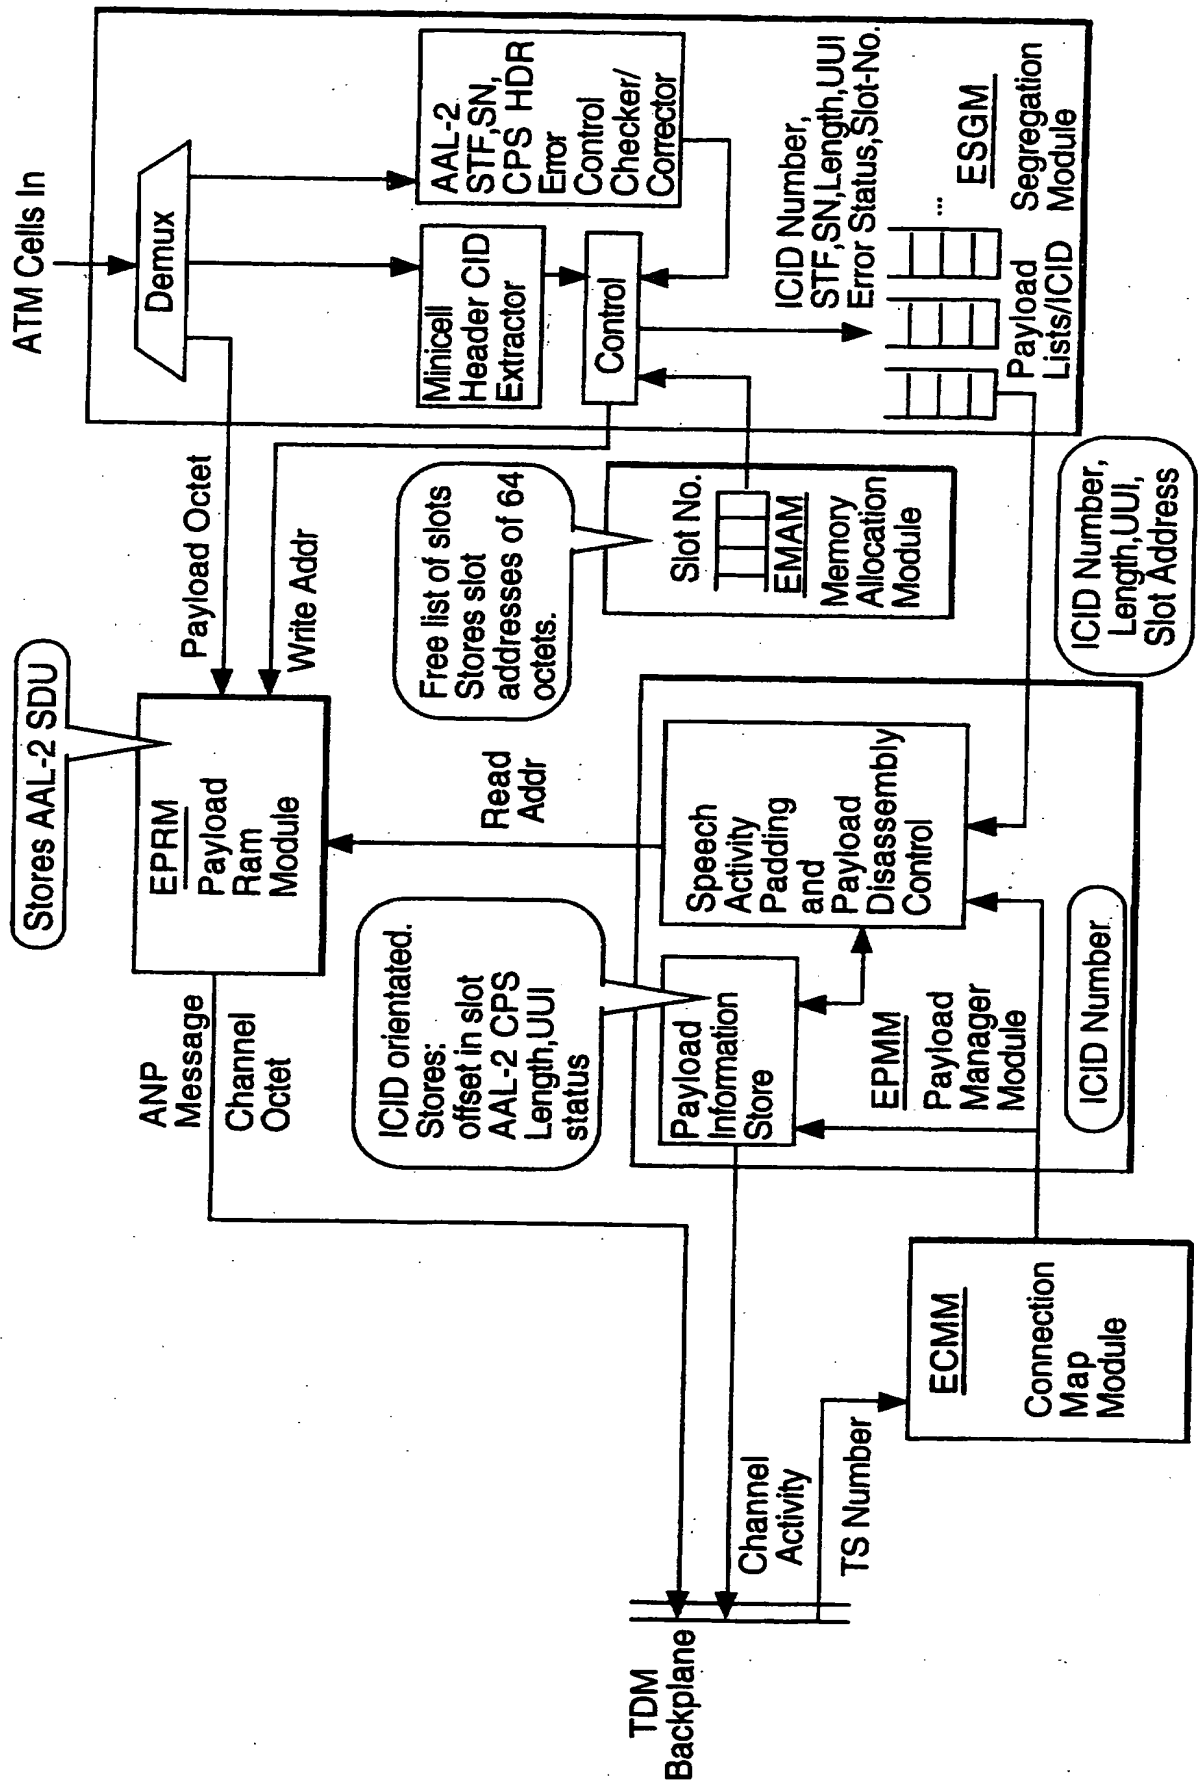 ATM Cells In
Demux
AAL-2
STF,SN,
CPS HDR
Error
Control
Checker/
Corrector
Minicell
Header CID
Extractor
Control
ICID Number,
STF,SN,Length,UUI
Error Status,Slot-No.
...
ESGM
Segregation
Module
Payload
Lists/ICID
Payload Octet
Write Addr
Stores AAL-2 SDU
EPRM
Payload
Ram
Module
Free list of slots
Stores slot
addresses of 64
octets.
Slot No.
EMAM
Memory
Allocation
Module
ICID Number,
Length,UUI,
Slot Address
Read
Addr
Speech
Activity
Padding
and
Payload
Disassembly
Control
ANP
Message
Channel
Octet
ICID orientated.
Stores:
offset in slot
AAL-2 CPS
Length,UUI
status
Payload
Information
Store
EPMM
Payload
Manager
Module
ICID Number
ECMM
Connection
Map
Module
Channel
Activity
TS Number
TDM
Backplane